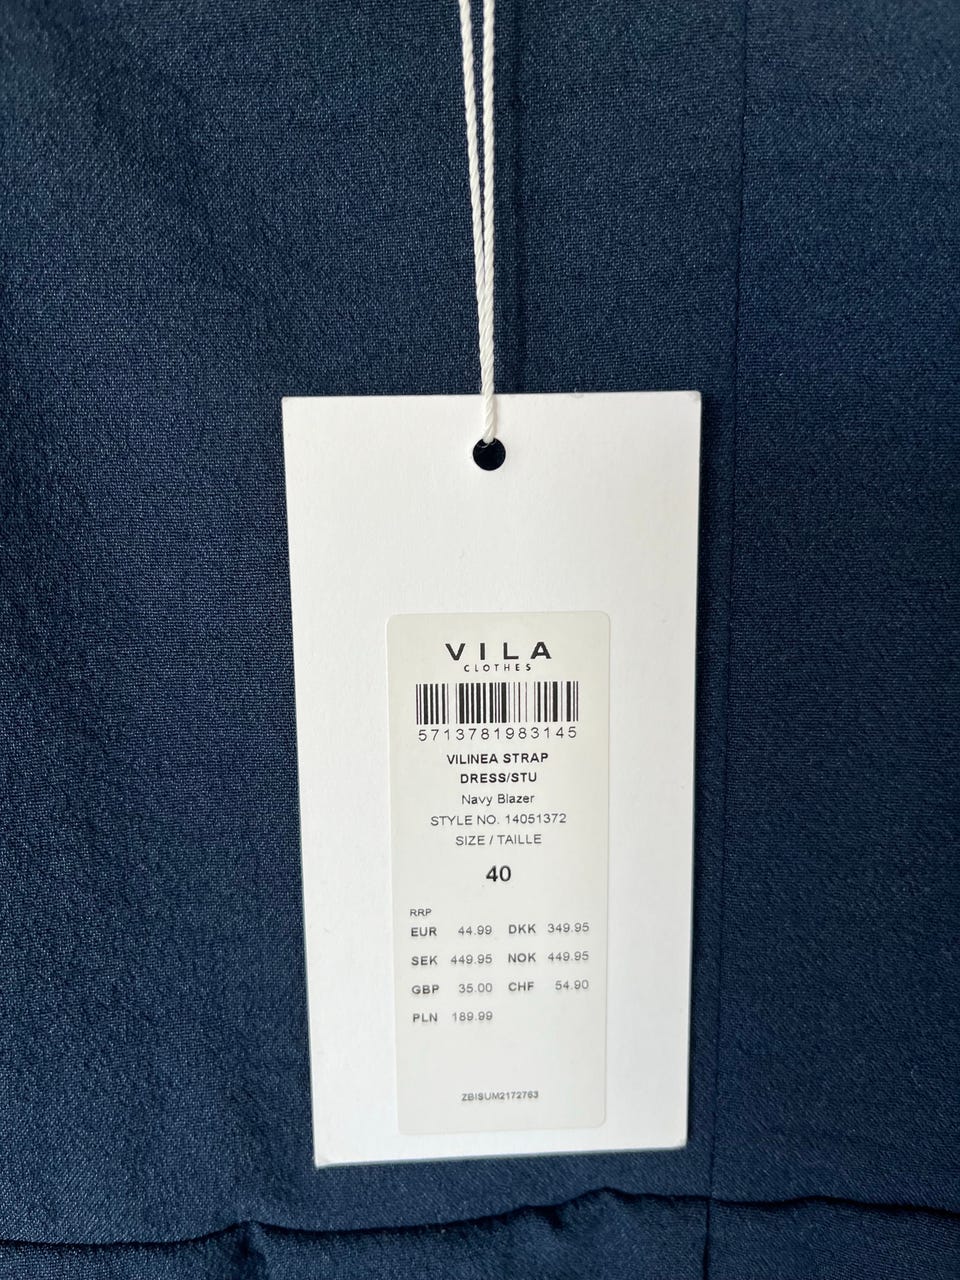 VILA
CLOTHES
5713781983145
VILINEA STRAP
DRESS/STU
Navy Blazer
STYLE NO. 14051372
SIZE / TAILLE
40
RRP
EUR 44.99 DKK 349.95
SEK 449.95 NOK 449.95
GBP 35.00 CHF 54.90
PLN 189.99
ZBISUM2172763